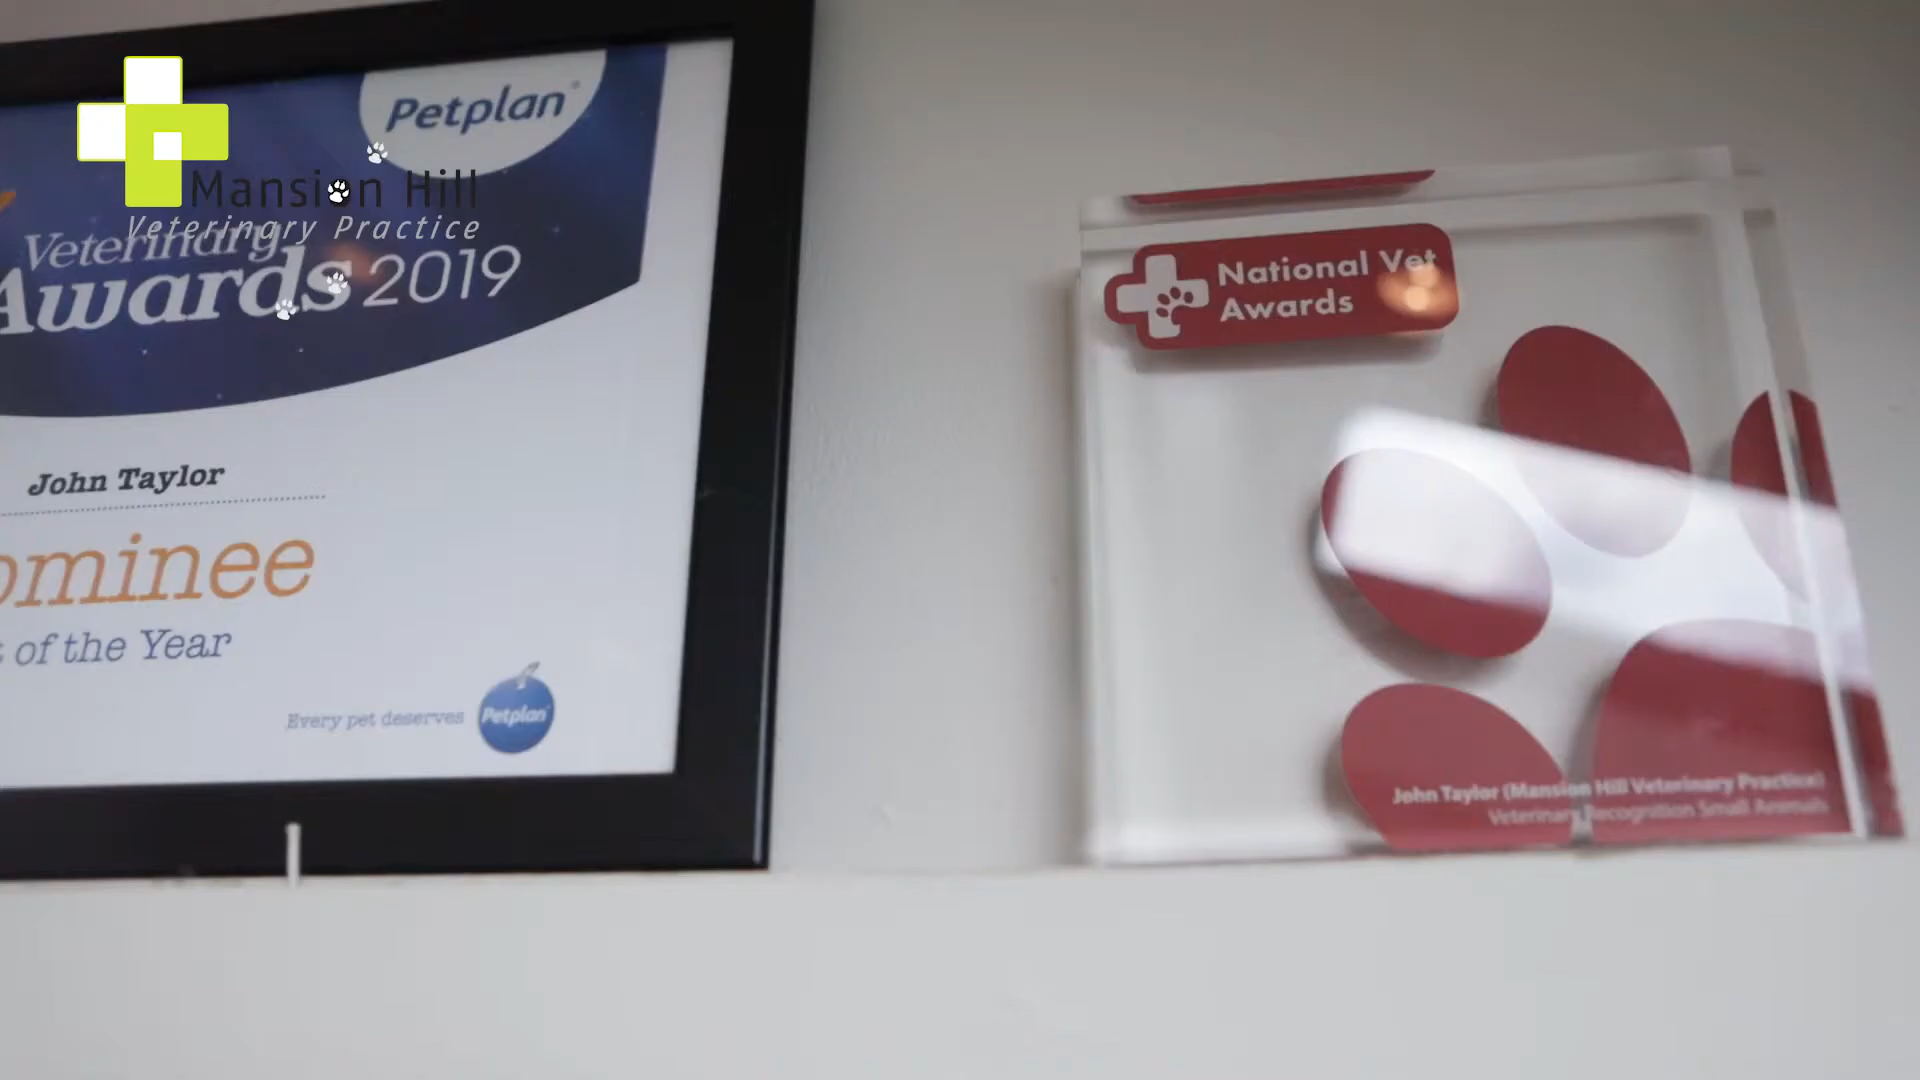 Mansion Hill
Veterinary Practice
Petplan
Veterinary
Awards 2019
John Taylor
ominee
of the Year
Every pet deserves Petplan
National Vet
Awards
John Taylor (Mansion Hill Veterinary Practice)
Veterinary Recognition Small Animals